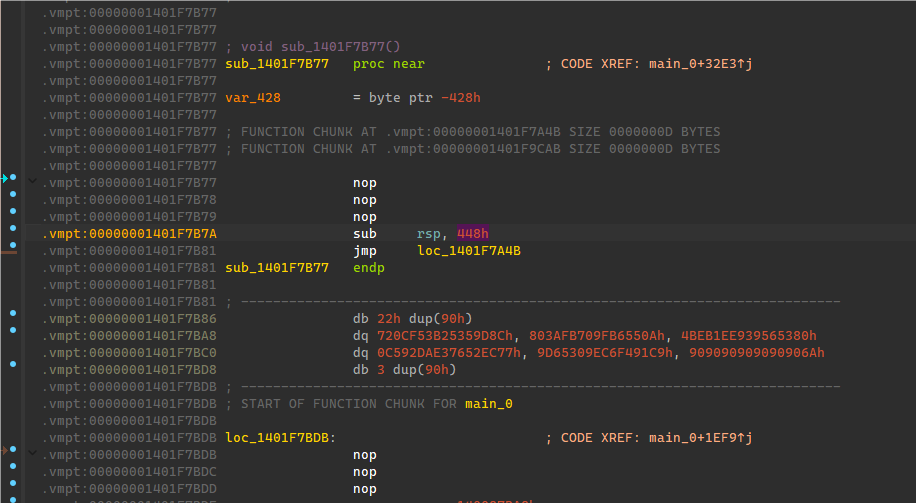 .vmpt:00000001401F7B77
.vmpt:00000001401F7B77
.vmpt:00000001401F7B77 ; void sub_1401F7B77()
.vmpt:00000001401F7B77 sub_1401F7B77 proc near ; CODE XREF: main_0+32E3↑j
.vmpt:00000001401F7B77
.vmpt:00000001401F7B77 var_428 = byte ptr -428h
.vmpt:00000001401F7B77
.vmpt:00000001401F7B77 ; FUNCTION CHUNK AT .vmpt:00000001401F7A4B SIZE 0000000D BYTES
.vmpt:00000001401F7B77 ; FUNCTION CHUNK AT .vmpt:00000001401F9CAB SIZE 0000000D BYTES
.vmpt:00000001401F7B77
.vmpt:00000001401F7B77 nop
.vmpt:00000001401F7B78 nop
.vmpt:00000001401F7B79 nop
.vmpt:00000001401F7B7A sub rsp, 448h
.vmpt:00000001401F7B81 jmp loc_1401F7A4B
.vmpt:00000001401F7B81 sub_1401F7B77 endp
.vmpt:00000001401F7B81
.vmpt:00000001401F7B81 ; ---------------------------------------------------------------------------
.vmpt:00000001401F7B86 db 22h dup(90h)
.vmpt:00000001401F7BA8 dq 720CF53B25359D8Ch, 803AFB709FB6550Ah, 4BEB1EE939565380h
.vmpt:00000001401F7BC0 dq 0C592DAE37652EC77h, 9D65309EC6F491C9h, 909090909090906Ah
.vmpt:00000001401F7BD8 db 3 dup(90h)
.vmpt:00000001401F7BDB ; ---------------------------------------------------------------------------
.vmpt:00000001401F7BDB ; START OF FUNCTION CHUNK FOR main_0
.vmpt:00000001401F7BDB
.vmpt:00000001401F7BDB loc_1401F7BDB: ; CODE XREF: main_0+1EF9↑j
.vmpt:00000001401F7BDB nop
.vmpt:00000001401F7BDC nop
.vmpt:00000001401F7BDD nop